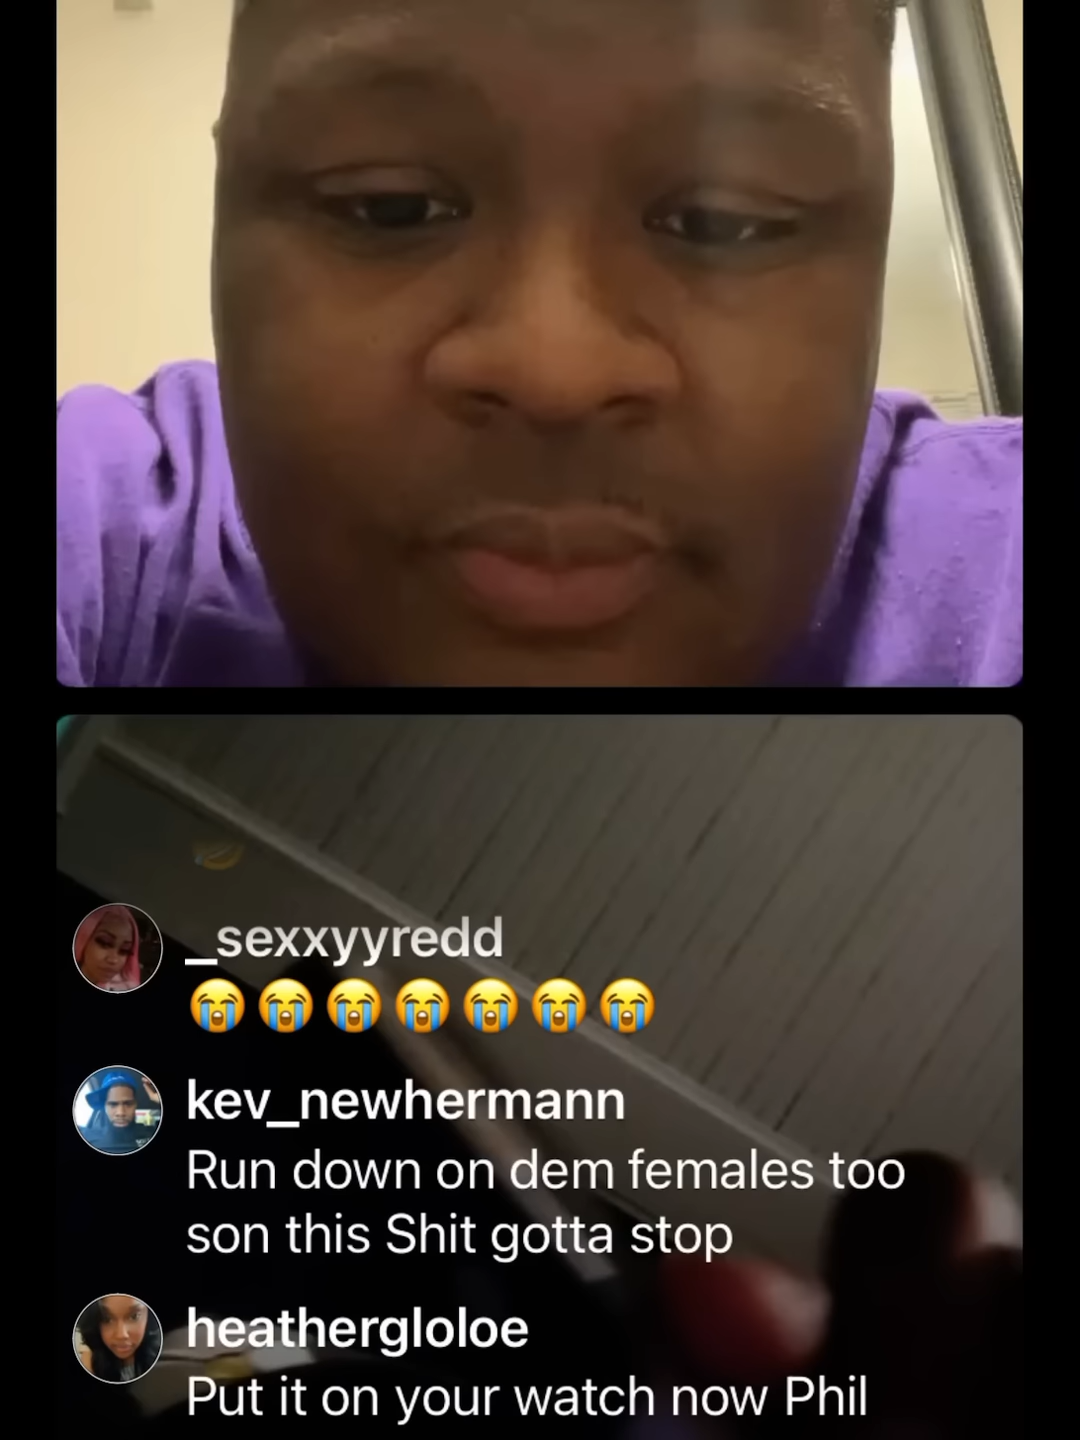 _sexxyyredd
😭😭😭😭😭😭😭
kev_newhermann
Run down on dem females too
son this Shit gotta stop
heathergloloe
Put it on your watch now Phil